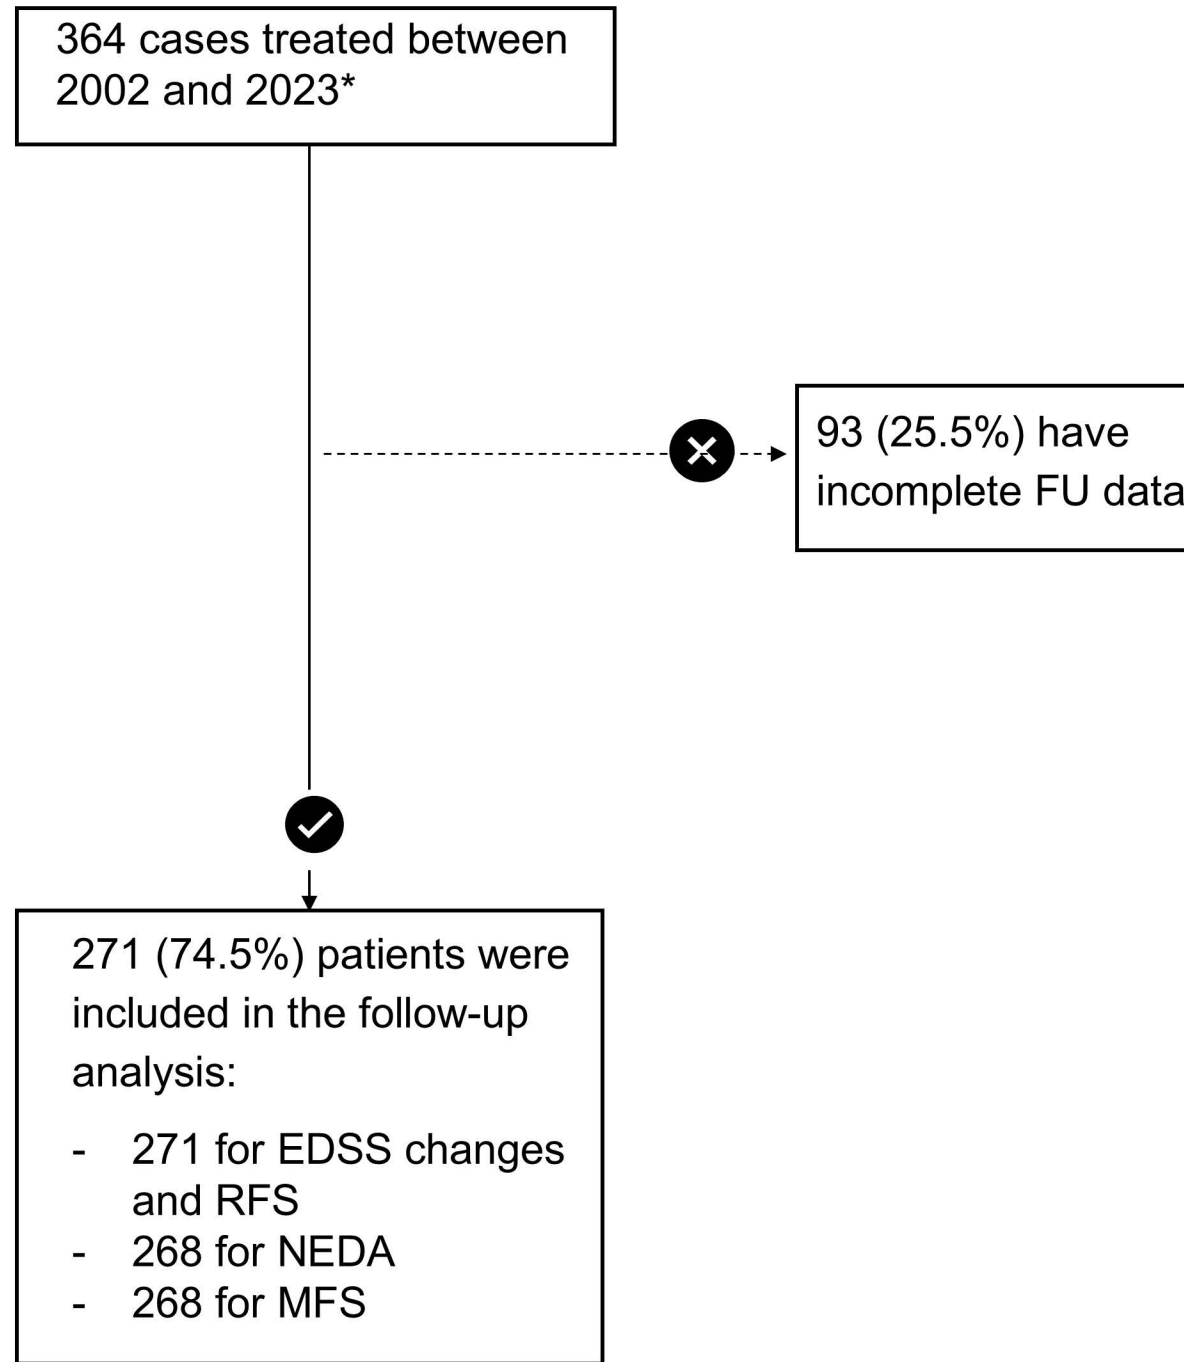 364 cases treated between
2002 and 2023*
93 (25.5%) have
incomplete FU data
271 (74.5%) patients were
included in the follow-up
analysis:
- 271 for EDSS changes
and RFS
- 268 for NEDA
- 268 for MFS